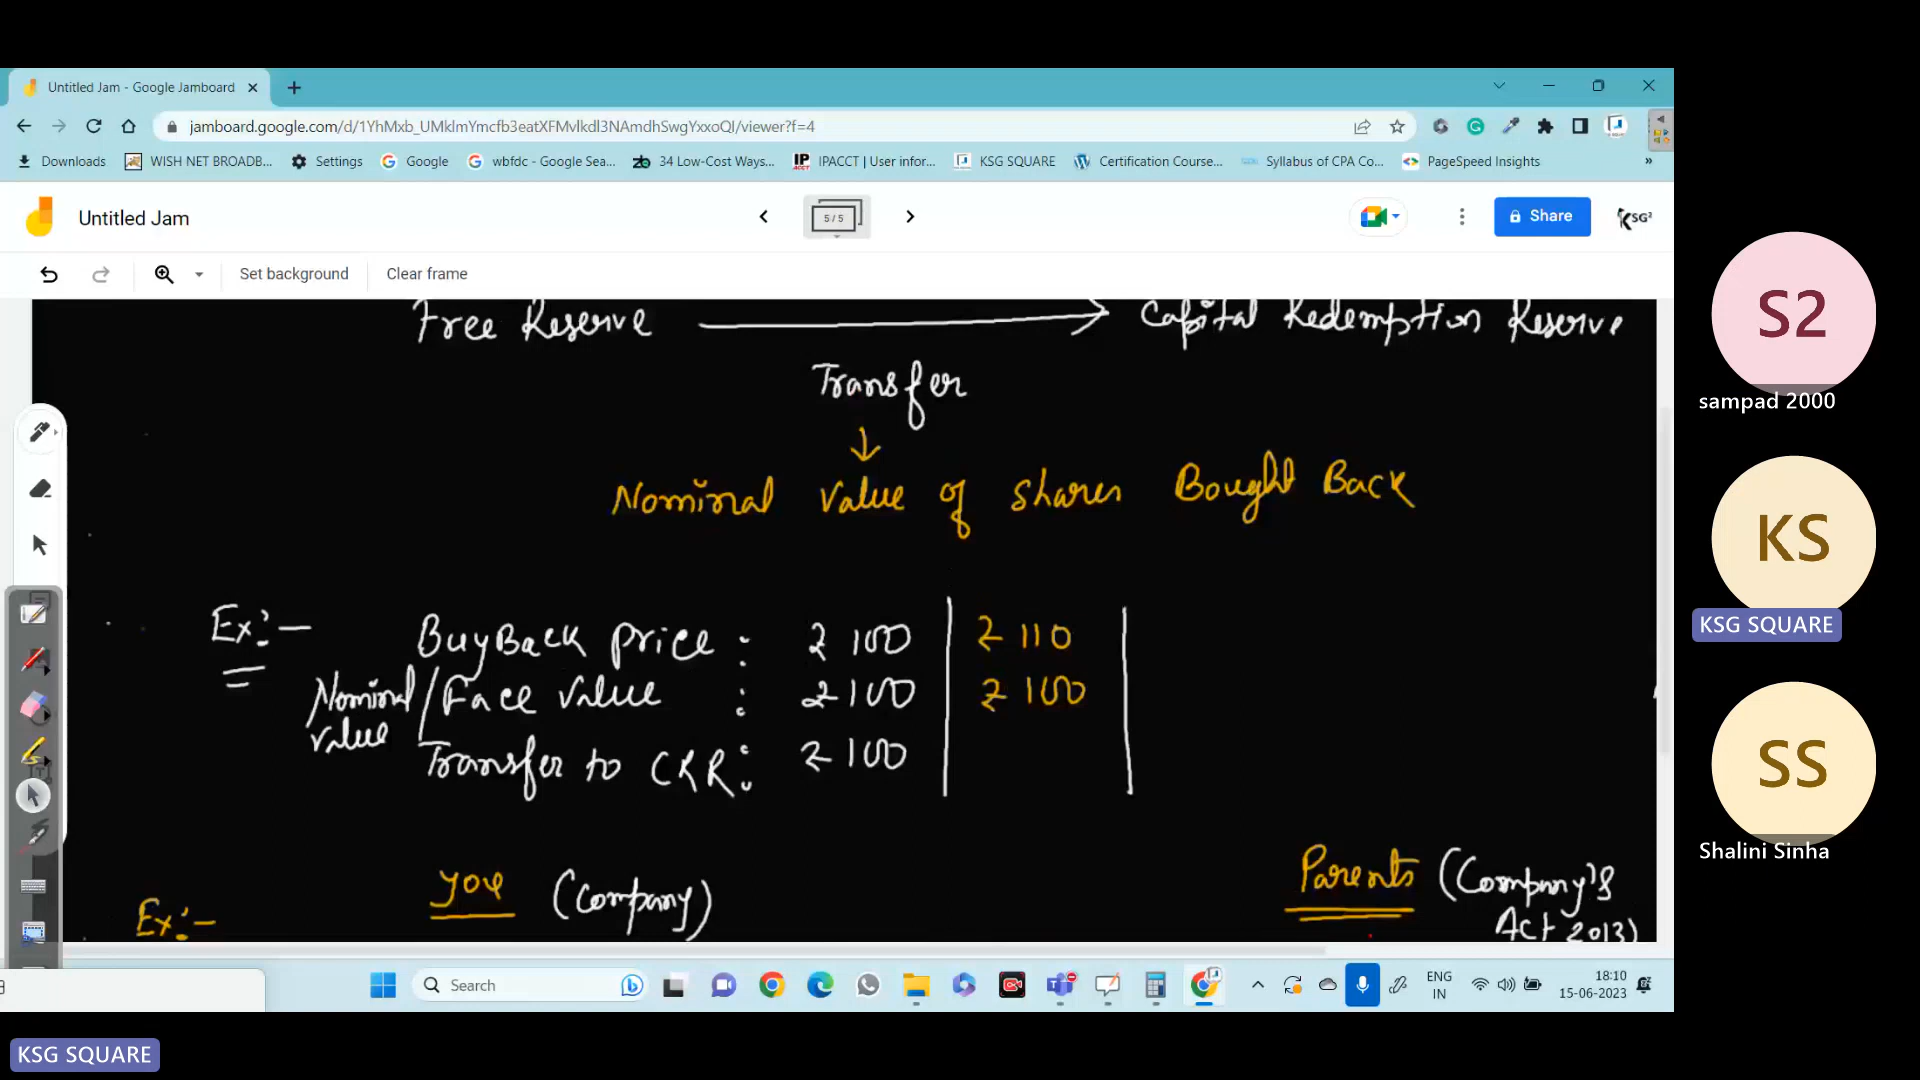 Untitled Jam - Google Jamboard
jamboard.google.com/d/1YhMxb_UMklmYmcfb3eatXFMvlkdl3NAmdhSwgYxxoQI/viewer?f=4
Downloads WISH NET BROADB... Settings Google wbfdc - Google Sea... 34 Low-Cost Ways... IPACCT | User infor... KSG SQUARE Certification Course... Syllabus of CPA Co... PageSpeed Insights »
Untitled Jam 5 / 5 Share KSG²
Set background Clear frame
Free Reserve Capital Redemption Reserve
Transfer
Nominal Value of Shares Bought Back
Ex:- BuyBack price : ₹ 100 ₹ 110
Nominal Value / Face Value : ₹ 100 ₹ 100
Transfer to CRR: ₹ 100
You (Company) Parents (Company's
Ex:- Act 2013)
S2
sampad 2000
KS
KSG SQUARE
SS
Shalini Sinha
Search ENG 18:10
IN 15-06-2023
KSG SQUARE